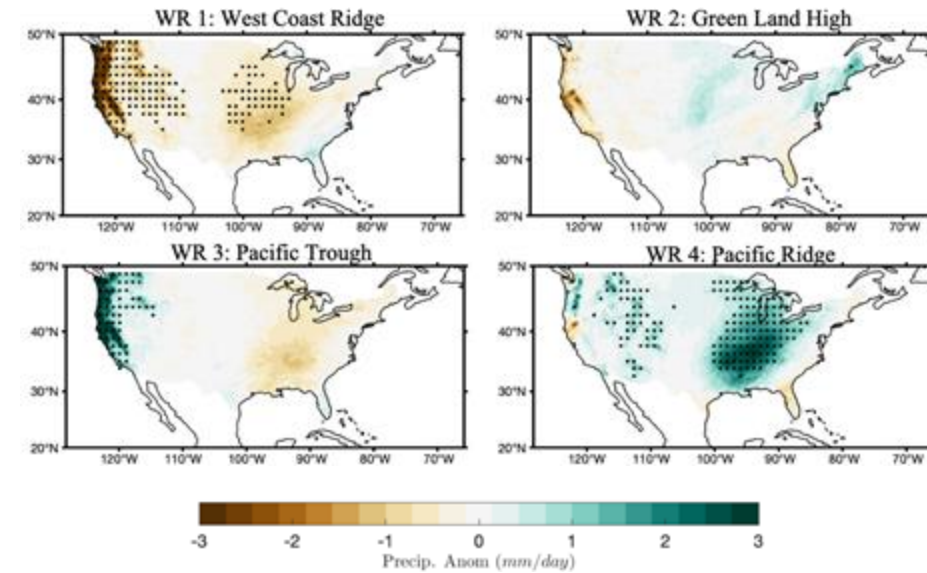 WR 1: West Coast Ridge
WR 2: Green Land High
50°N
40°N
30°N
20°N
120°W 110°W 100°W 90°W 80°W 70°W
50°N
40°N
30°N
20°N
120°W 110°W 100°W 90°W 80°W 70°W
WR 3: Pacific Trough
WR 4: Pacific Ridge
50°N
40°N
30°N
20°N
120°W 110°W 100°W 90°W 80°W 70°W
50°N
40°N
30°N
20°N
120°W 110°W 100°W 90°W 80°W 70°W
-3 -2 -1 0 1 2 3
Precip. Anom (mm/day)